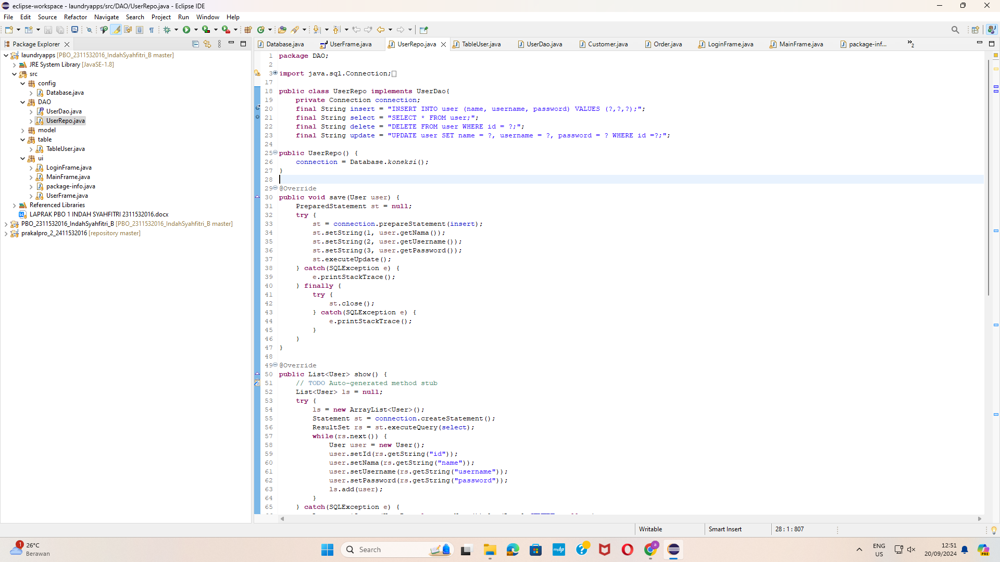 eclipse-workspace - laundryapps/src/DAO/UserRepo.java - Eclipse IDE
File Edit Source Refactor Navigate Search Project Run Window Help
Package Explorer
Database.java UserFrame.java UserRepo.java TableUser.java UserDao.java Customer.java Order.java LoginFrame.java MainFrame.java package-inf... »2
laundryapps [PBO_2311532016_IndahSyahfitri_B master]
JRE System Library [JavaSE-1.8]
src
config
Database.java
DAO
UserDao.java
UserRepo.java
model
table
TableUser.java
ui
LoginFrame.java
MainFrame.java
package-info.java
UserFrame.java
Referenced Libraries
LAPRAK PBO 1 INDAH SYAHFITRI 2311532016.docx
PBO_2311532016_IndahSyahfitri_B [PBO_2311532016_IndahSyahfitri_B master]
prakalpro_2_2411532016 [repository master]
1 package DAO;
2
3 import java.sql.Connection;
17
18 public class UserRepo implements UserDao{
19 private Connection connection;
20 final String insert = "INSERT INTO user (name, username, password) VALUES (?,?,?);";
21 final String select = "SELECT * FROM user;";
22 final String delete = "DELETE FROM user WHERE id = ?;";
23 final String update = "UPDATE user SET name = ?, username = ?, password = ? WHERE id =?;";
24
25 public UserRepo() {
26 connection = Database.koneksi();
27 }
28
29 @Override
30 public void save(User user) {
31 PreparedStatement st = null;
32 try {
33 st = connection.prepareStatement(insert);
34 st.setString(1, user.getNama());
35 st.setString(2, user.getUsername());
36 st.setString(3, user.getPassword());
37 st.executeUpdate();
38 } catch(SQLException e) {
39 e.printStackTrace();
40 } finally {
41 try {
42 st.close();
43 } catch(SQLException e) {
44 e.printStackTrace();
45 }
46 }
47 }
48
49 @Override
50 public List<User> show() {
51 // TODO Auto-generated method stub
52 List<User> ls = null;
53 try {
54 ls = new ArrayList<User>();
55 Statement st = connection.createStatement();
56 ResultSet rs = st.executeQuery(select);
57 while(rs.next()) {
58 User user = new User();
59 user.setId(rs.getString("id"));
60 user.setNama(rs.getString("name"));
61 user.setUsername(rs.getString("username"));
62 user.setPassword(rs.getString("password"));
63 ls.add(user);
64 }
65 } catch(SQLException e) {
Writable Smart Insert 28 : 1 : 807
1
26°C
Berawan
Search
myhp
PRE
ENG
US
12:51
20/09/2024